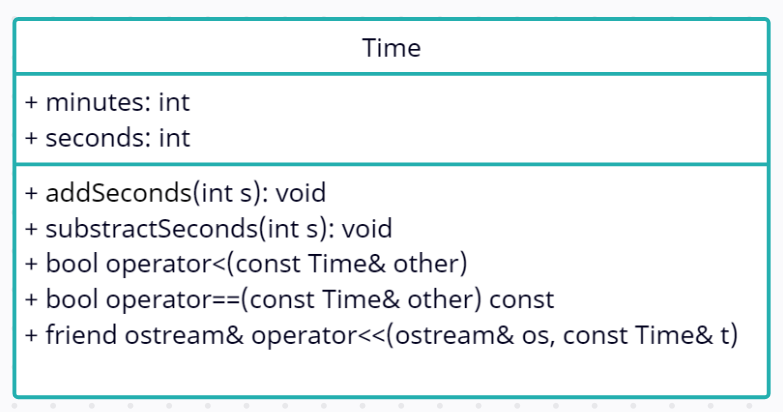 Time
+ minutes: int
+ seconds: int
+ addSeconds(int s): void
+ substractSeconds(int s): void
+ bool operator<(const Time& other)
+ bool operator==(const Time& other) const
+ friend ostream& operator<<(ostream& os, const Time& t)